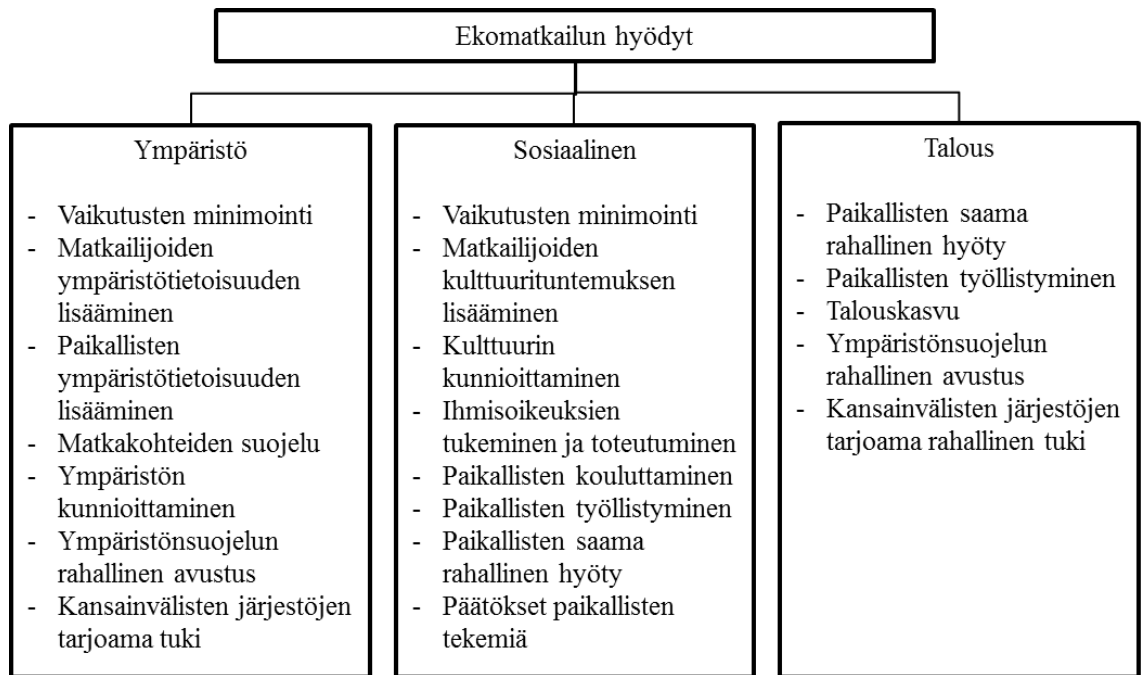 Ekomatkailun hyödyt
Ympäristö
- Vaikutusten minimointi
- Matkailijoiden
ympäristötietoisuuden
lisääminen
- Paikallisten
ympäristötietoisuuden
lisääminen
- Matkakohteiden suojelu
- Ympäristön
kunnioittaminen
- Ympäristönsuojelun
rahallinen avustus
- Kansainvälisten järjestöjen
tarjoama tuki
Sosiaalinen
- Vaikutusten minimointi
- Matkailijoiden
kulttuurituntemuksen
lisääminen
- Kulttuurin
kunnioittaminen
- Ihmisoikeuksien
tukeminen ja toteutuminen
- Paikallisten kouluttaminen
- Paikallisten työllistyminen
- Paikallisten saama
rahallinen hyöty
- Päätökset paikallisten
tekemiä
Talous
- Paikallisten saama
rahallinen hyöty
- Paikallisten työllistyminen
- Talouskasvu
- Ympäristönsuojelun
rahallinen avustus
- Kansainvälisten järjestöjen
tarjoama rahallinen tuki